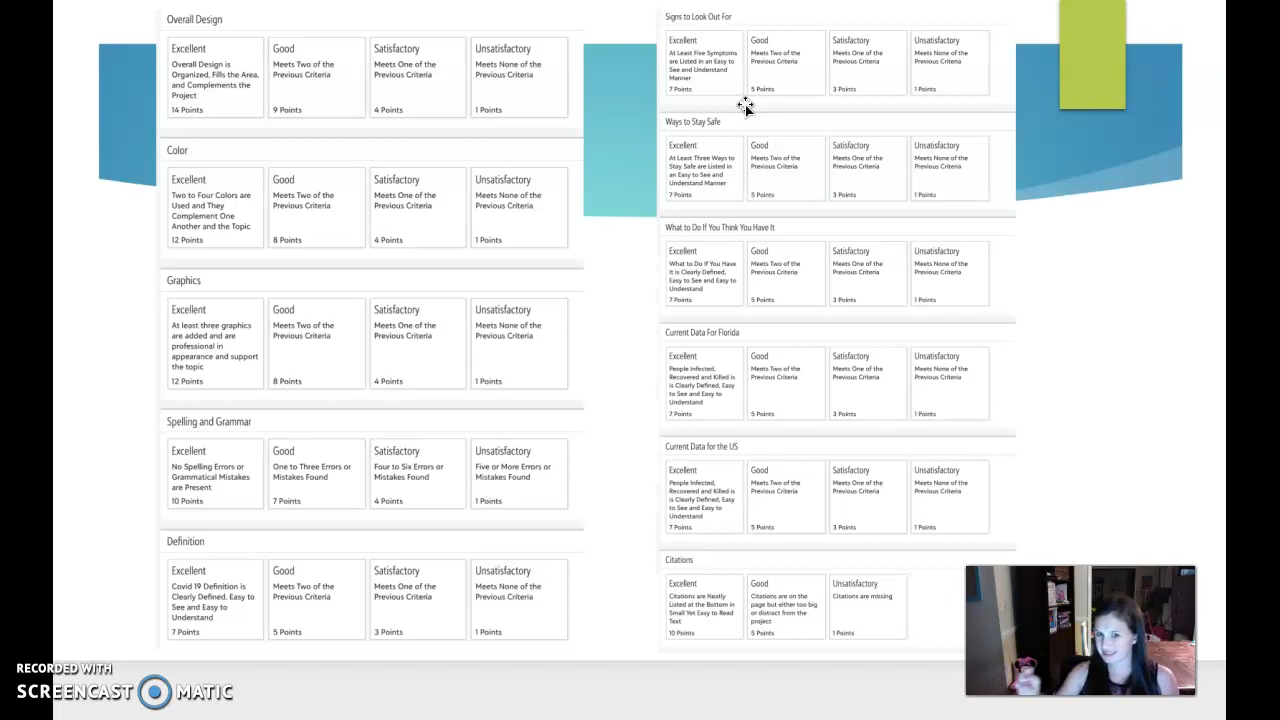 Overall Design
Excellent
Overall Design is
Organized, Fills the Area,
and Complements the
Project
14 Points
Good
Meets Two of the
Previous Criteria
9 Points
Satisfactory
Meets One of the
Previous Criteria
4 Points
Unsatisfactory
Meets None of the
Previous Criteria
1 Points
Color
Excellent
Two to Four Colors are
Used and They
Complement One
Another and the Topic
12 Points
Good
Meets Two of the
Previous Criteria
8 Points
Satisfactory
Meets One of the
Previous Criteria
4 Points
Unsatisfactory
Meets None of the
Previous Criteria
1 Points
Graphics
Excellent
At least three graphics
are added and are
professional in
appearance and support
the topic
12 Points
Good
Meets Two of the
Previous Criteria
8 Points
Satisfactory
Meets One of the
Previous Criteria
4 Points
Unsatisfactory
Meets None of the
Previous Criteria
1 Points
Spelling and Grammar
Excellent
No Spelling Errors or
Grammatical Mistakes
are Present
10 Points
Good
One to Three Errors or
Mistakes Found
7 Points
Satisfactory
Four to Six Errors or
Mistakes Found
4 Points
Unsatisfactory
Five or More Errors or
Mistakes Found
1 Points
Definition
Excellent
Covid 19 Definition is
Clearly Defined, Easy to
See and Easy to
Understand
7 Points
Good
Meets Two of the
Previous Criteria
5 Points
Satisfactory
Meets One of the
Previous Criteria
3 Points
Unsatisfactory
Meets None of the
Previous Criteria
1 Points
Signs to Look Out For
Excellent
At Least Five Symptoms
are Listed in an Easy to
See and Understand
Manner
7 Points
Good
Meets Two of the
Previous Criteria
5 Points
Satisfactory
Meets One of the
Previous Criteria
3 Points
Unsatisfactory
Meets None of the
Previous Criteria
1 Points
Ways to Stay Safe
Excellent
At Least Three Ways to
Stay Safe are Listed in
an Easy to See and
Understand Manner
7 Points
Good
Meets Two of the
Previous Criteria
5 Points
Satisfactory
Meets One of the
Previous Criteria
3 Points
Unsatisfactory
Meets None of the
Previous Criteria
1 Points
What to Do If You Think You Have It
Excellent
What to Do If You Have
It is Clearly Defined,
Easy to See and Easy to
Understand
7 Points
Good
Meets Two of the
Previous Criteria
5 Points
Satisfactory
Meets One of the
Previous Criteria
3 Points
Unsatisfactory
Meets None of the
Previous Criteria
1 Points
Current Data For Florida
Excellent
People Infected,
Recovered and Killed is
is Clearly Defined, Easy
to See and Easy to
Understand
7 Points
Good
Meets Two of the
Previous Criteria
5 Points
Satisfactory
Meets One of the
Previous Criteria
3 Points
Unsatisfactory
Meets None of the
Previous Criteria
1 Points
Current Data for the US
Excellent
People Infected,
Recovered and Killed is
is Clearly Defined, Easy
to See and Easy to
Understand
7 Points
Good
Meets Two of the
Previous Criteria
5 Points
Satisfactory
Meets One of the
Previous Criteria
3 Points
Unsatisfactory
Meets None of the
Previous Criteria
1 Points
Citations
Excellent
Citations are Neatly
Listed at the Bottom in
Small Yet Easy to Read
Text
10 Points
Good
Citations are on the
page but either too big
or distract from the
project
5 Points
Unsatisfactory
Citations are missing
1 Points
RECORDED WITH
SCREENCAST MATIC